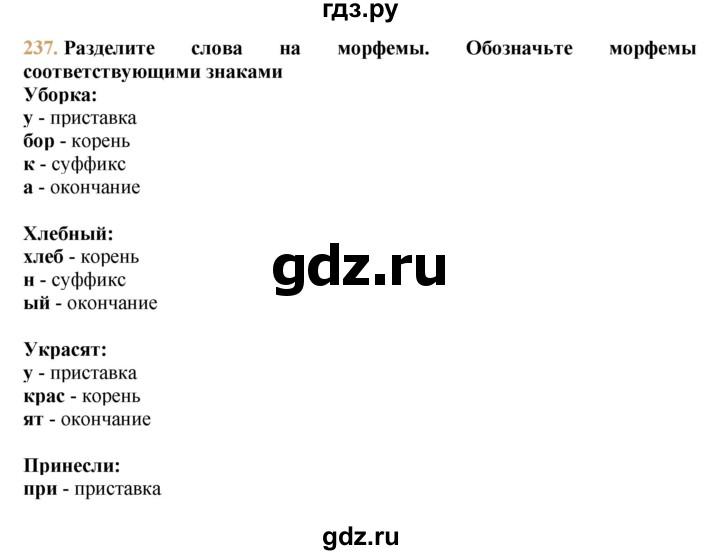 гдз.ру
237. Разделите слова на морфемы. Обозначьте морфемы
соответствующими знаками
Уборка:
у - приставка
бор - корень
к - суффикс
а - окончание
Хлебный:
хлеб - корень
н - суффикс
ый - окончание
gdz.ru
Украсят:
у - приставка
крас - корень
ят - окончание
Принесли:
при - приставка
gdz.ru